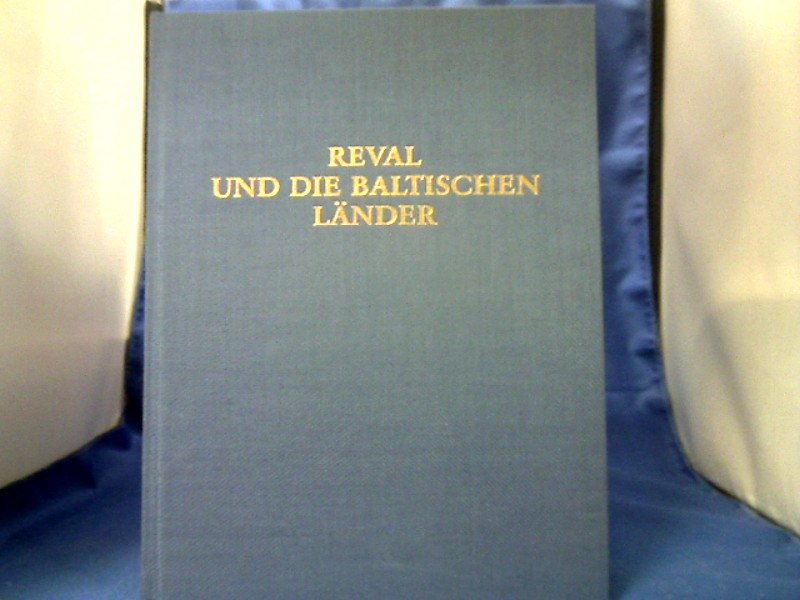 REVAL
UND DIE BALTISCHEN
LÄNDER